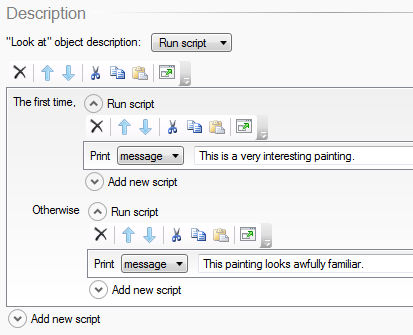 Description
"Look at" object description: Run script
The first time, Run script
Print message This is a very interesting painting.
Add new script
Otherwise Run script
Print message This painting looks awfully familiar.
Add new script
Add new script